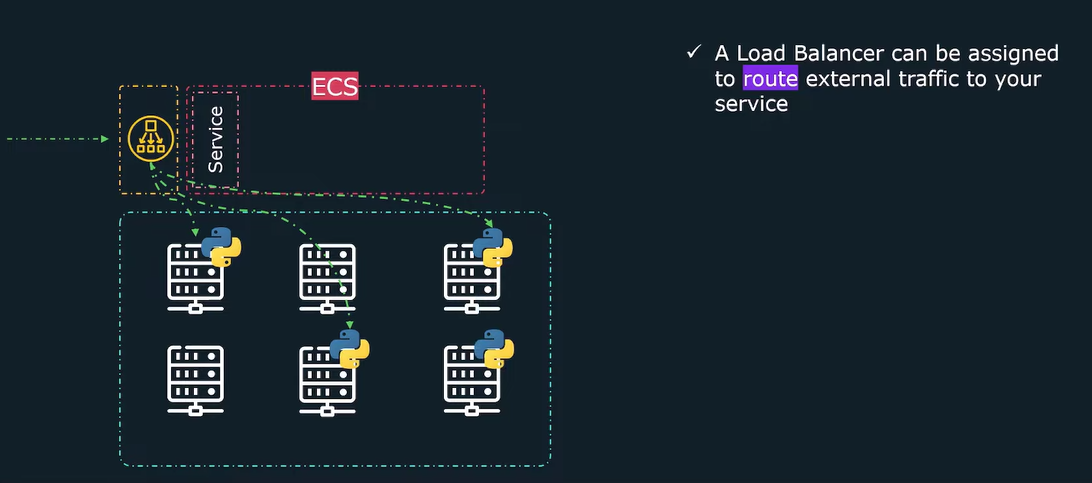 ECS
Service
✓ A Load Balancer can be assigned
to route external traffic to your
service